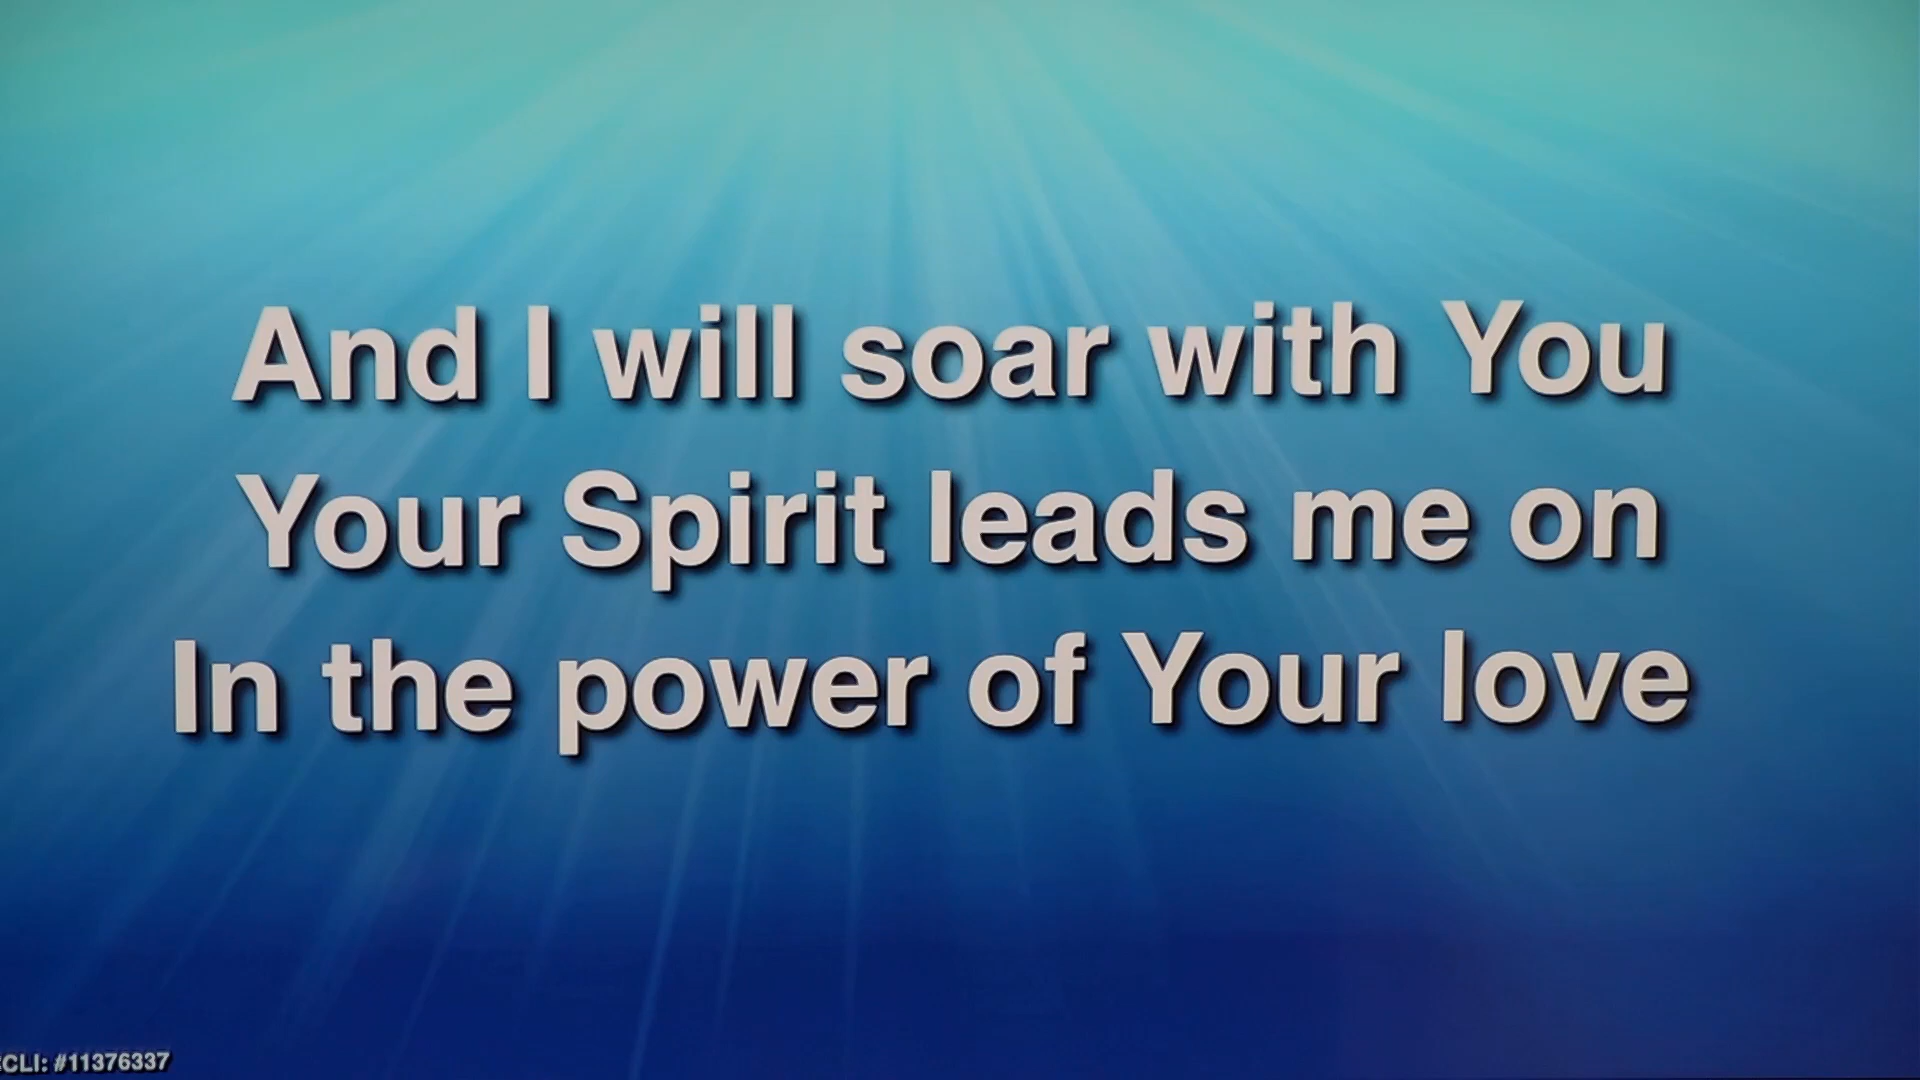 And I will soar with You
Your Spirit leads me on
In the power of Your love
CLI: #11376337